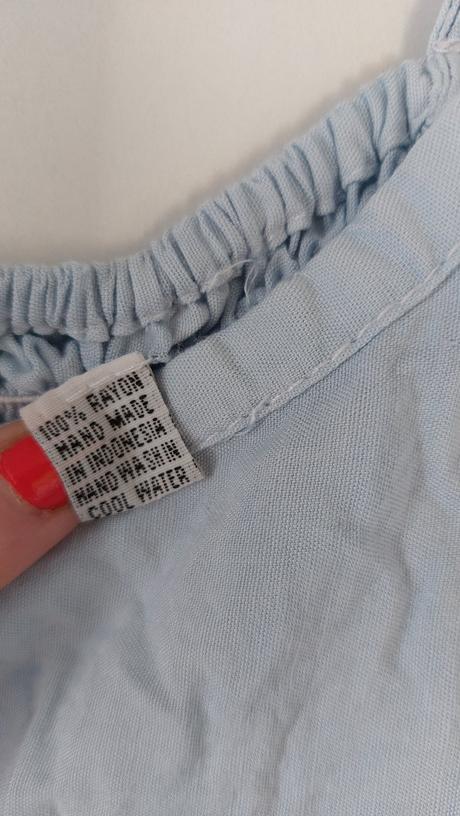 100% RAYON
HAND MADE
IN INDONESIA
HAND WASH IN
COOL WATER